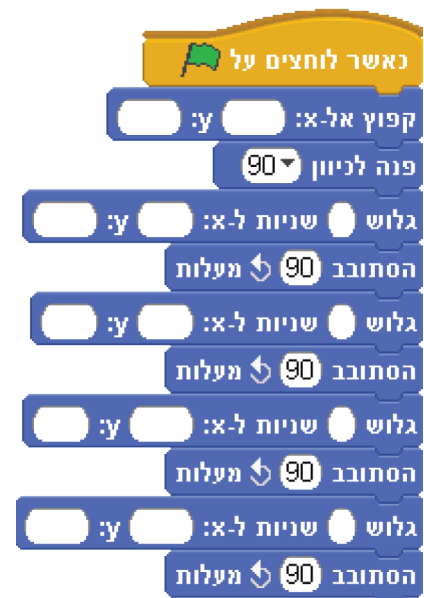 כאשר לוחצים על
קפוץ אל-x: y:
פנה לכיוון 90
גלוש שניות ל-x: y:
הסתובב 90 מעלות
גלוש שניות ל-x: y:
הסתובב 90 מעלות
גלוש שניות ל-x: y:
הסתובב 90 מעלות
גלוש שניות ל-x: y:
הסתובב 90 מעלות